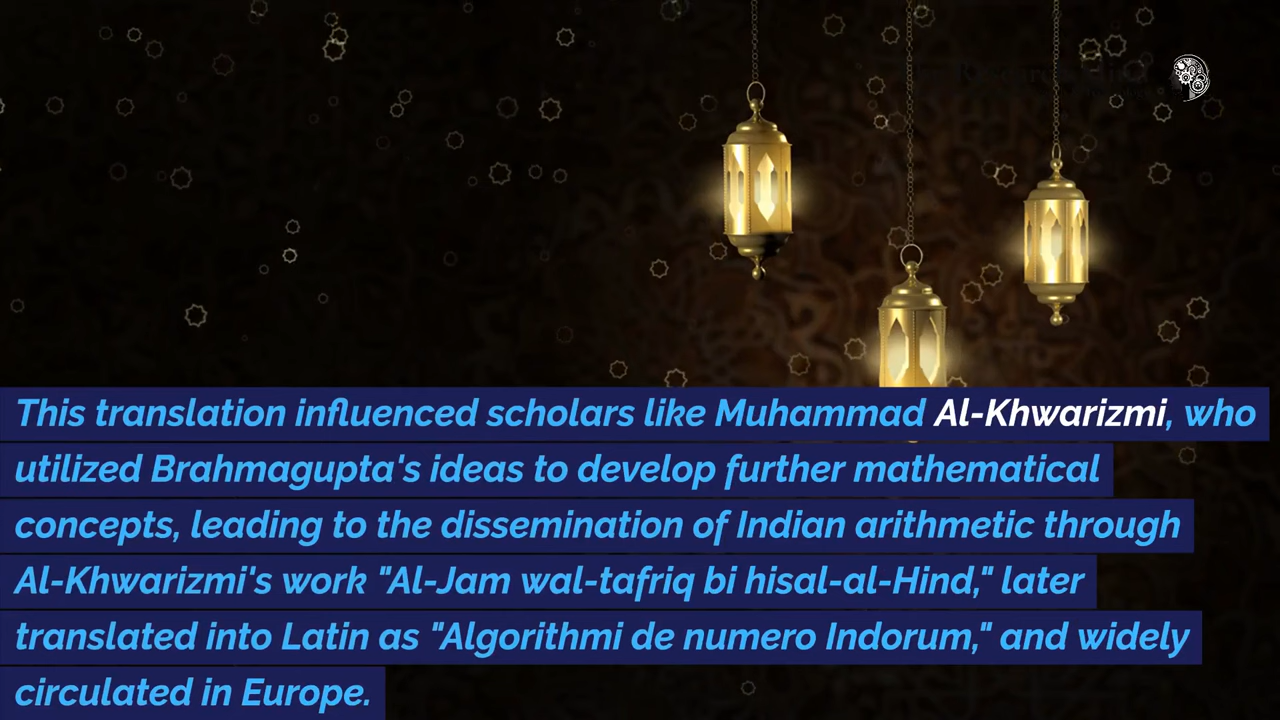 This translation influenced scholars like Muhammad Al-Khwarizmi, who
utilized Brahmagupta's ideas to develop further mathematical
concepts, leading to the dissemination of Indian arithmetic through
Al-Khwarizmi's work "Al-Jam wal-tafriq bi hisal-al-Hind," later
translated into Latin as "Algorithmi de numero Indorum," and widely
circulated in Europe.